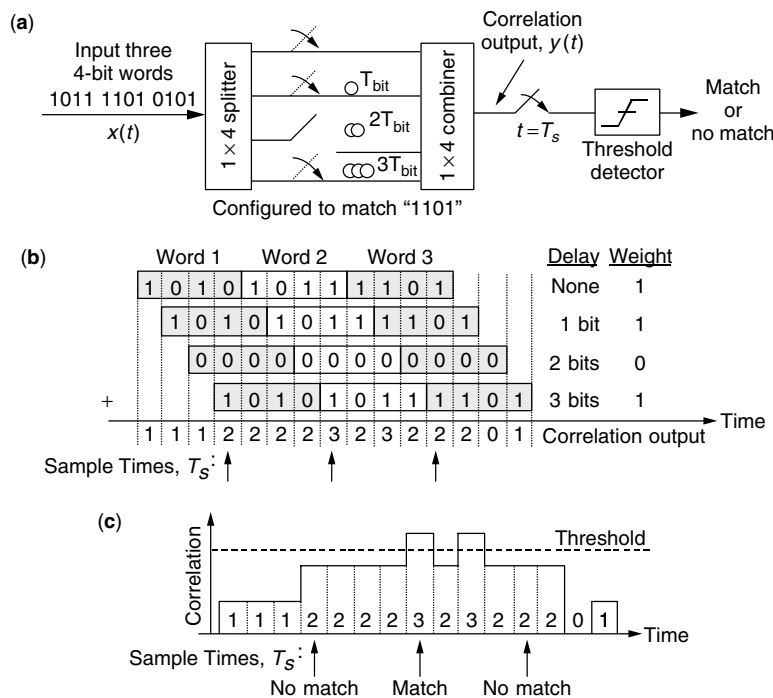 (a)
Input three
4-bit words
1011 1101 0101
x(t)
1 × 4 splitter
T_bit
2T_bit
3T_bit
1 × 4 combiner
Configured to match “1101”
Correlation
output, y(t)
t = T_s
Threshold
detector
Match
or
no match
(b)
Word 1 Word 2 Word 3 Delay Weight
1 0 1 0 1 0 1 1 1 1 0 1 None 1
1 0 1 0 1 0 1 1 1 1 0 1 1 bit 1
0 0 0 0 0 0 0 0 0 0 0 0 2 bits 0
+ 1 0 1 0 1 0 1 1 1 1 0 1 3 bits 1
Time
1 1 1 2 2 2 2 3 2 3 2 2 2 0 1 Correlation output
Sample Times, T_s:
(c)
Correlation
Threshold
1 1 1 2 2 2 2 3 2 3 2 2 2 0 1 Time
Sample Times, T_s:
No match Match No match